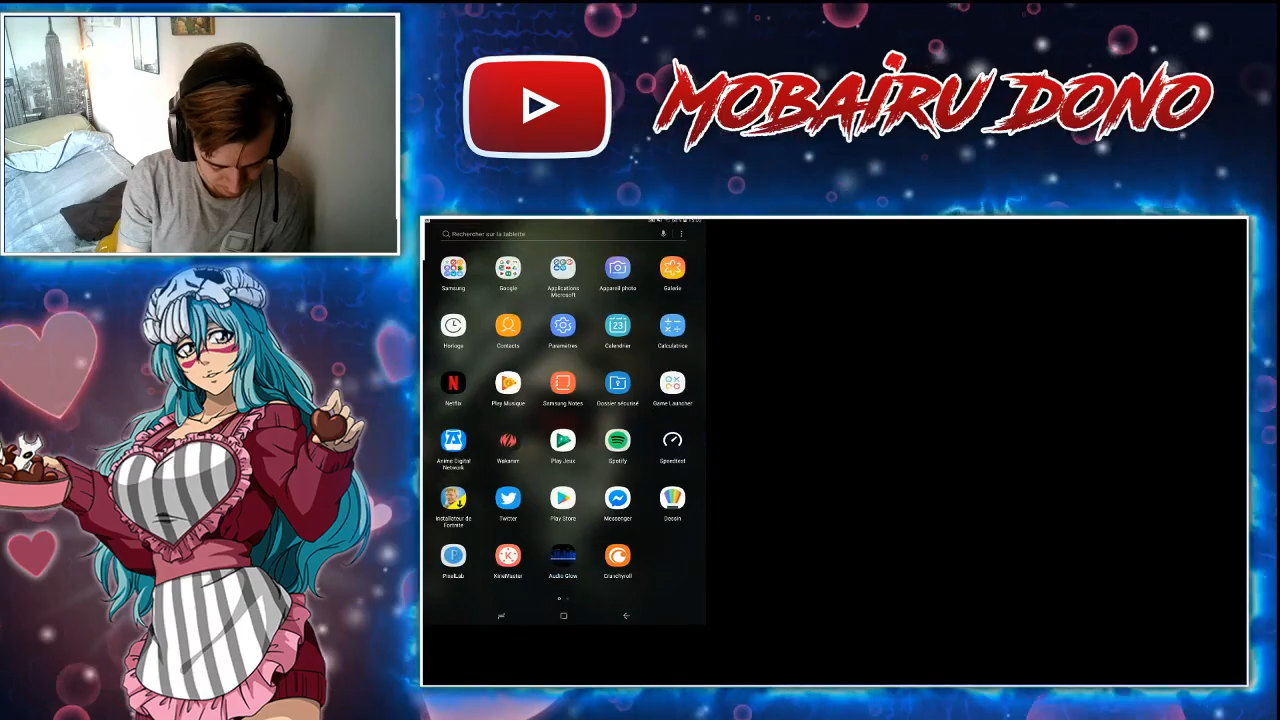 MOBAIRU DONO
Rechercher sur la tablette
Samsung
Google
Applications
Microsoft
Appareil photo
Galerie
Horloge
Contacts
Paramètres
23
Calendrier
Calculatrice
N
Netflix
Play Musique
Samsung Notes
Dossier sécurisé
Game Launcher
Anime Digital
Network
Wakanim
Play Jeux
Spotify
Speedtest
Installateur de
Fortnite
Twitter
Play Store
Messenger
Dessin
P
PixelLab
K
KineMaster
Audio Glow
Crunchyroll